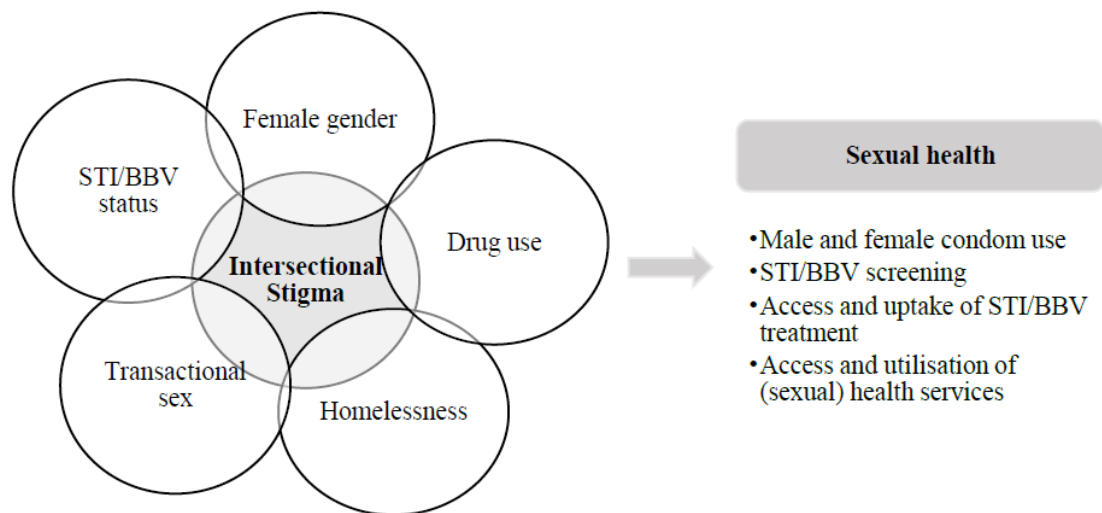 Female gender
STI/BBV
status
Drug use
Intersectional
Stigma
Transactional
sex
Homelessness
Sexual health
•Male and female condom use
•STI/BBV screening
•Access and uptake of STI/BBV
treatment
•Access and utilisation of
(sexual) health services